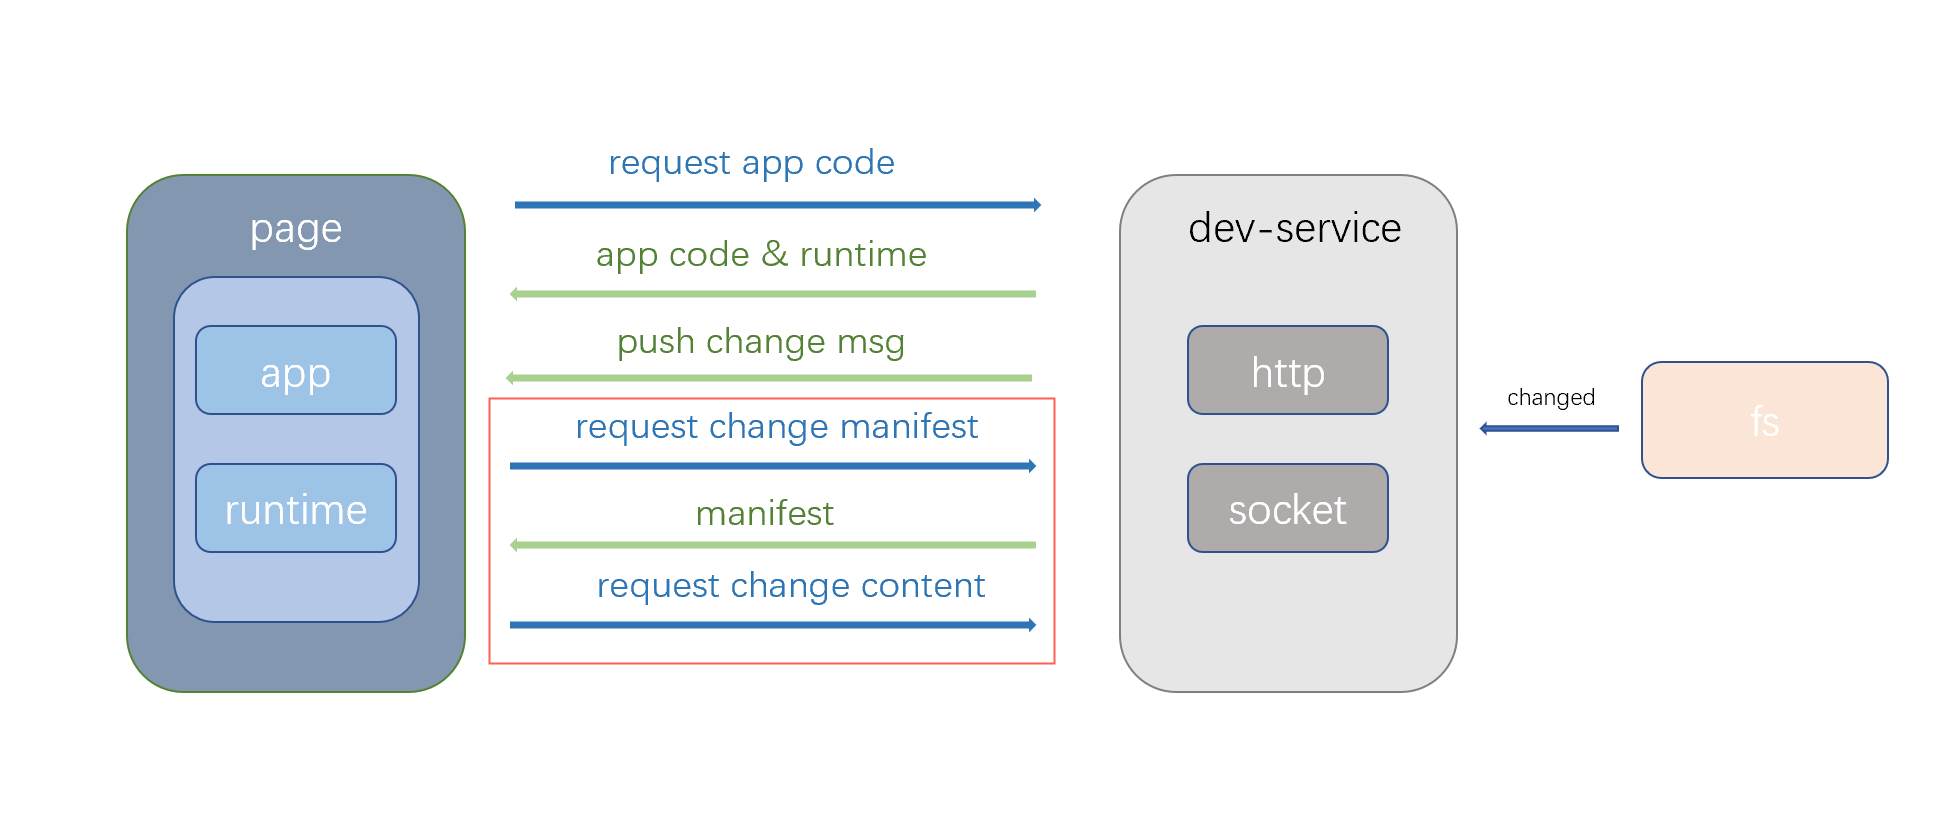 page
app
runtime
request app code
app code & runtime
push change msg
request change manifest
manifest
request change content
dev-service
http
socket
changed
fs